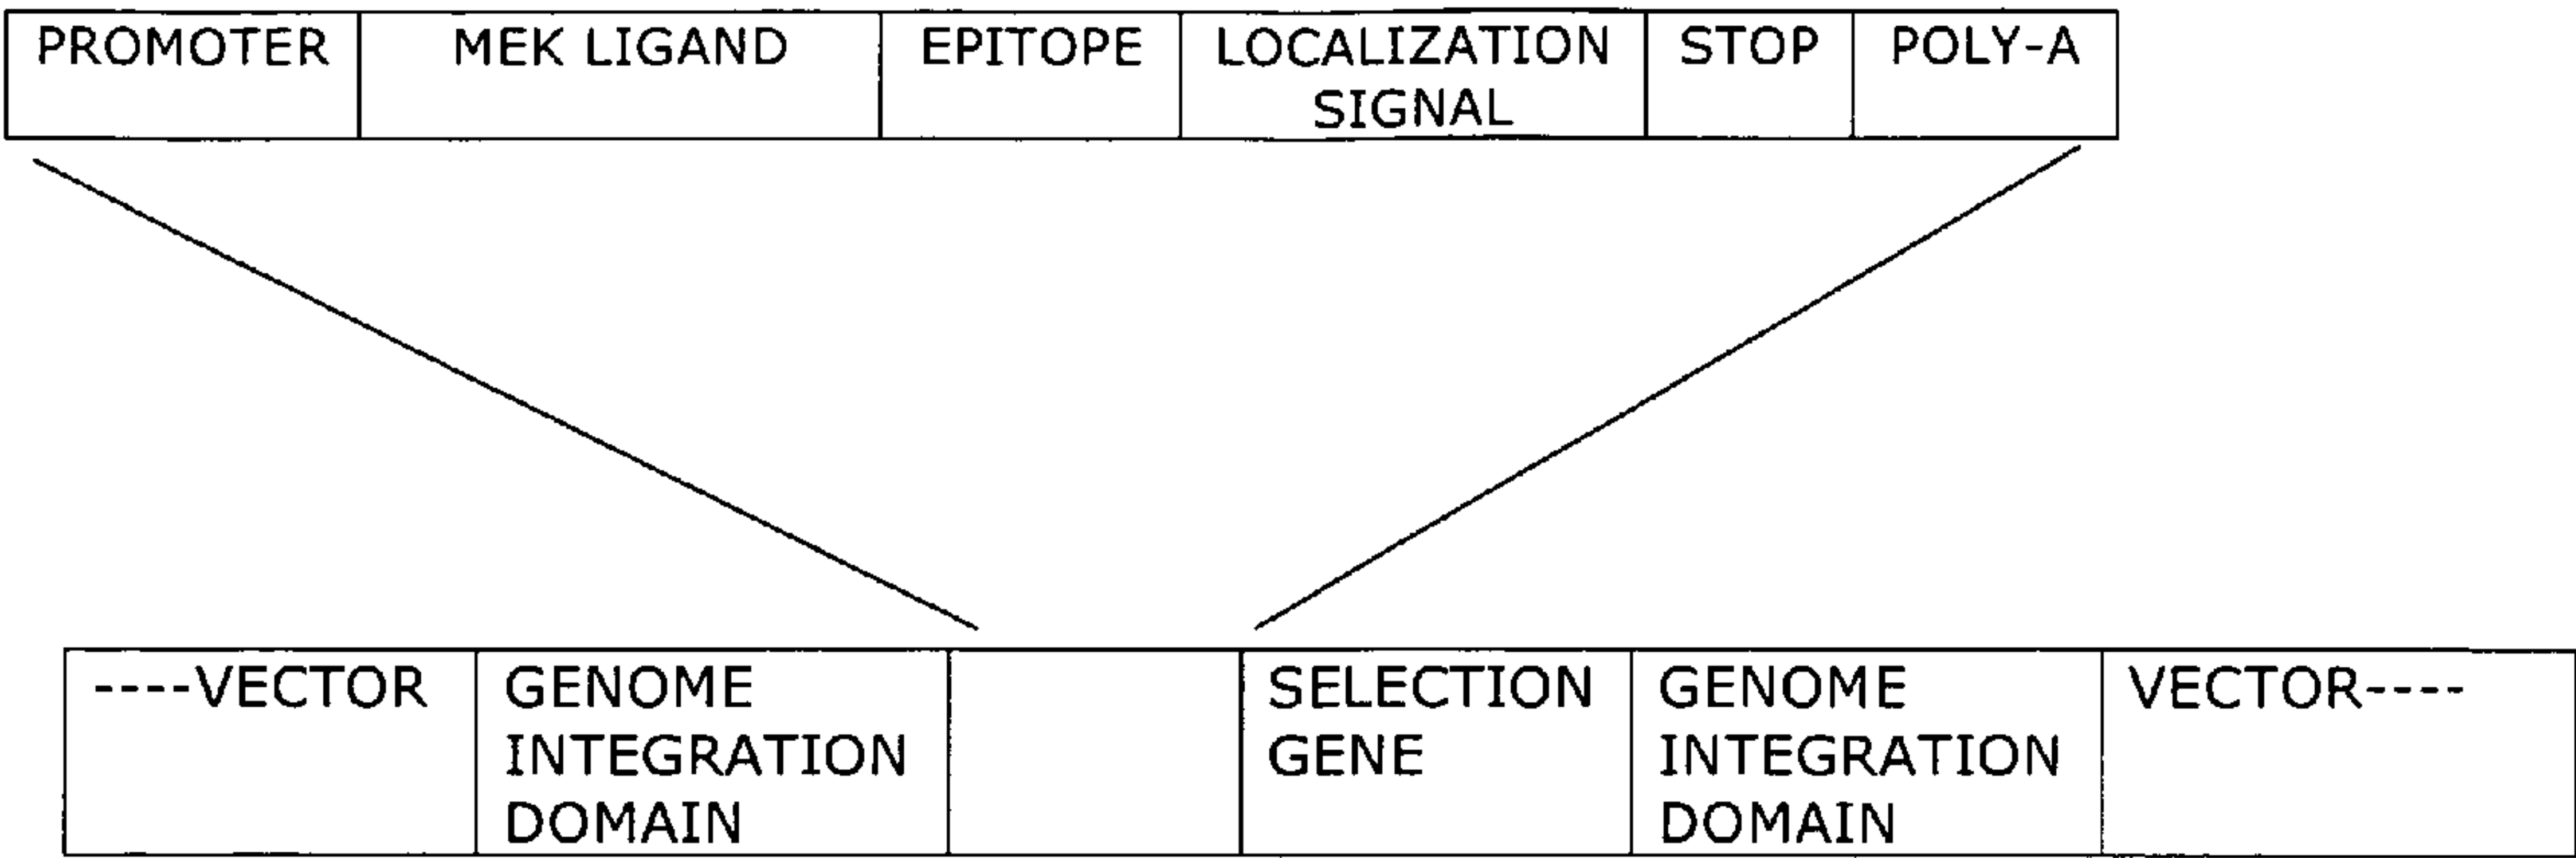 PROMOTER MEK LIGAND EPITOPE LOCALIZATION SIGNAL STOP POLY-A
----VECTOR GENOME INTEGRATION DOMAIN SELECTION GENE GENOME INTEGRATION DOMAIN VECTOR----